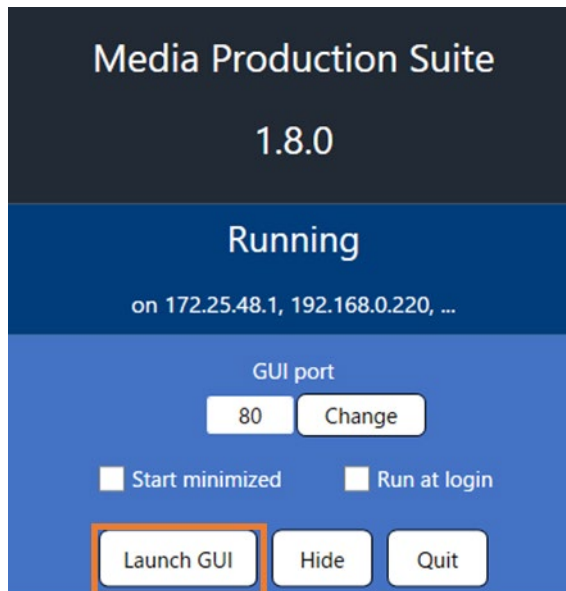 Media Production Suite
1.8.0
Running
on 172.25.48.1, 192.168.0.220, ...
GUI port
80 Change
Start minimized Run at login
Launch GUI Hide Quit